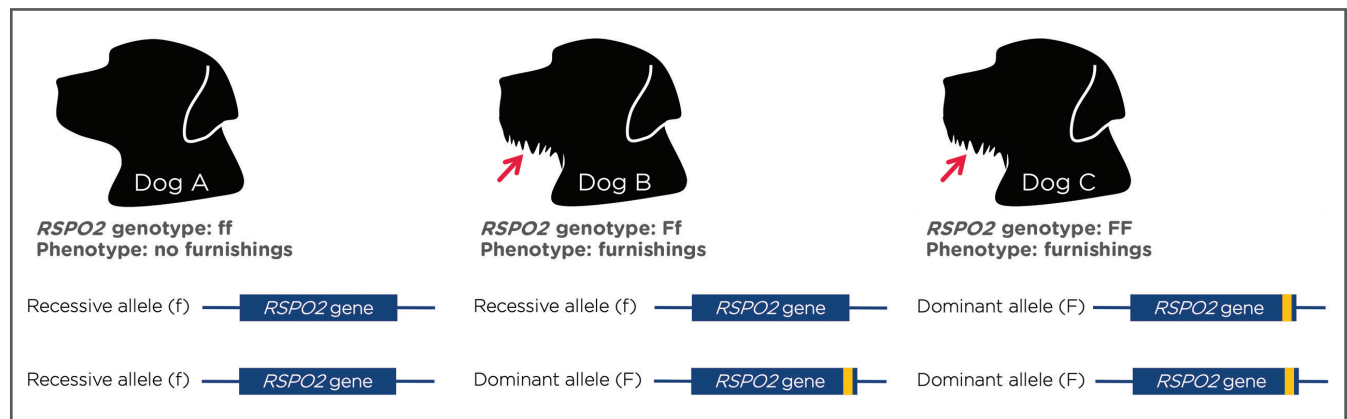 Dog A
RSPO2 genotype: ff
Phenotype: no furnishings
Recessive allele (f) RSPO2 gene
Recessive allele (f) RSPO2 gene
Dog B
RSPO2 genotype: Ff
Phenotype: furnishings
Recessive allele (f) RSPO2 gene
Dominant allele (F) RSPO2 gene
Dog C
RSPO2 genotype: FF
Phenotype: furnishings
Dominant allele (F) RSPO2 gene
Dominant allele (F) RSPO2 gene